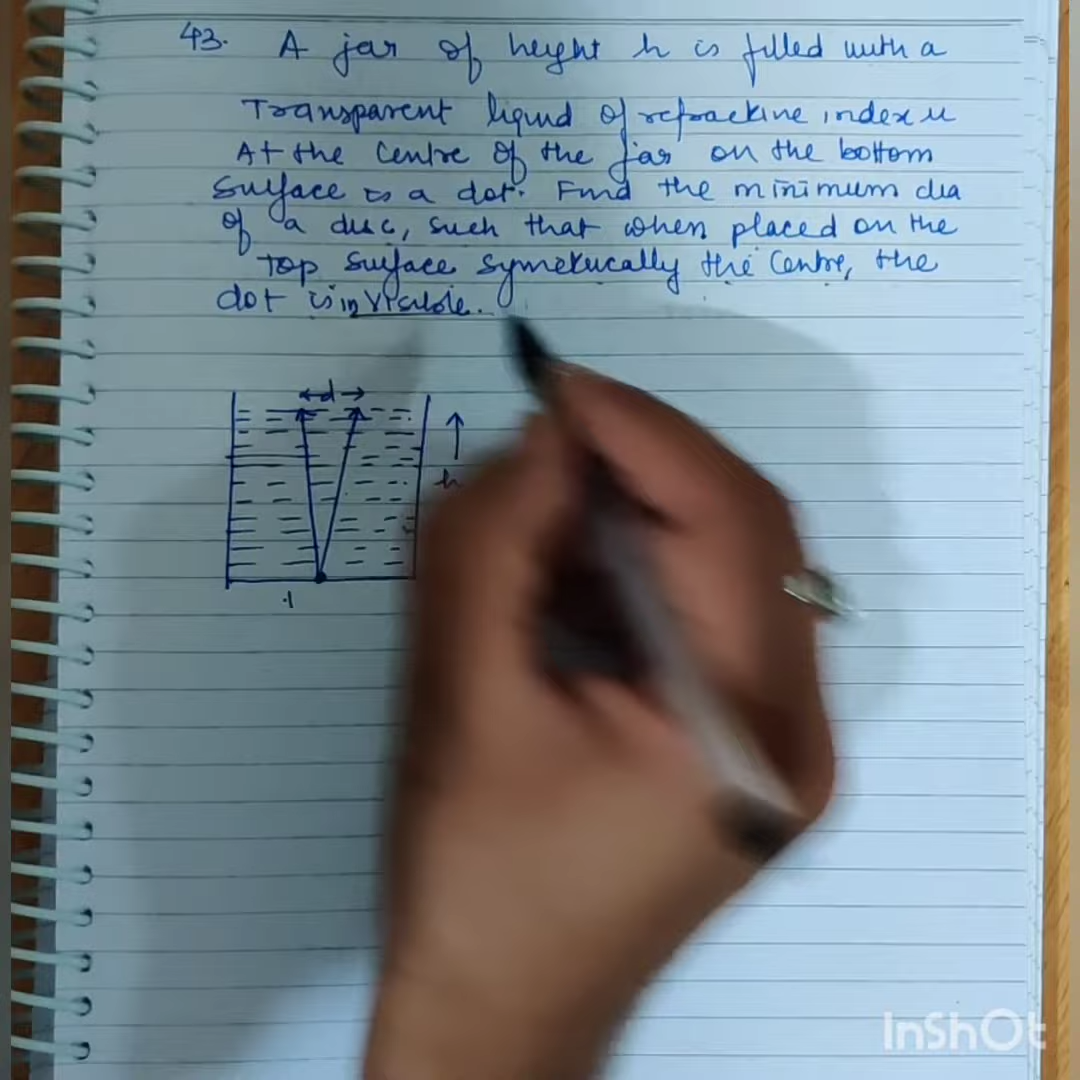 43. A jar of height h is filled with a
Transparent liquid of refractive index u
At the centre of the jar on the bottom
surface is a dot. Find the minimum dia
of a disc, such that when placed on the
Top surface symetrically the centre, the
dot is invisible.
d
h
InShOt